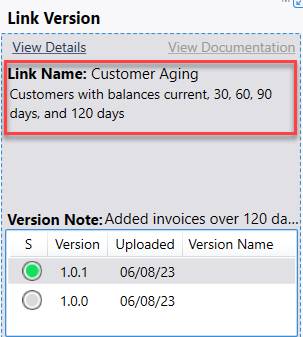 Link Version
View Details View Documentation
Link Name: Customer Aging
Customers with balances current, 30, 60, 90
days, and 120 days
Version Note: Added invoices over 120 da...
S Version Uploaded Version Name
1.0.1 06/08/23
1.0.0 06/08/23